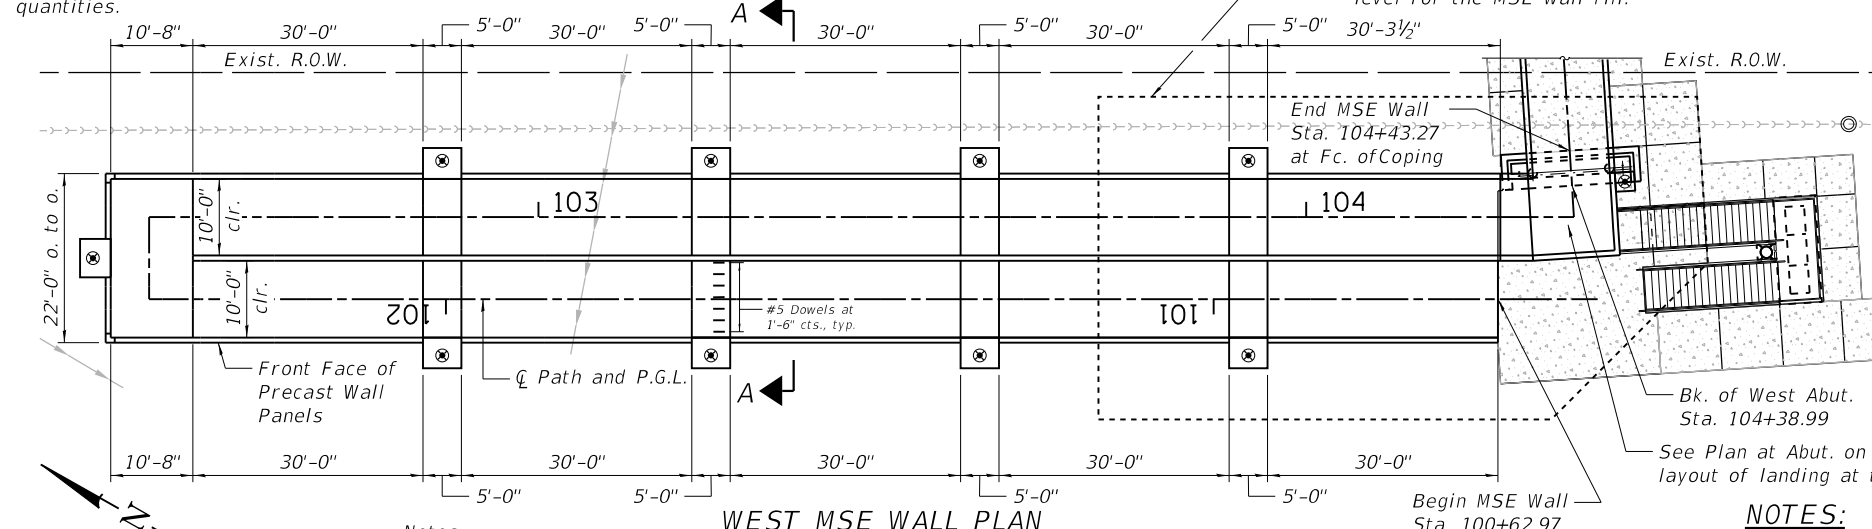 quantities.
level for the MSE wall fill.
A
10'-8"
30'-0"
5'-0"
30'-0"
5'-0"
30'-0"
5'-0"
30'-0"
5'-0"
30'-3½"
Exist. R.O.W.
Exist. R.O.W.
End MSE Wall
Sta. 104+43.27
at Fc. of Coping
22'-0" o. to o.
10'-0"
clr.
103
104
10'-0"
clr.
102
101
#5 Dowels at
1'-6" cts., typ.
Front Face of
Precast Wall
Panels
℄ Path and P.G.L.
A
Bk. of West Abut.
Sta. 104+38.99
See Plan at Abut. on
layout of landing at
10'-8"
30'-0"
5'-0"
30'-0"
5'-0"
30'-0"
5'-0"
30'-0"
5'-0"
30'-0"
Begin MSE Wall
Sta. 100+62.97
N
WEST MSE WALL PLAN
NOTES: